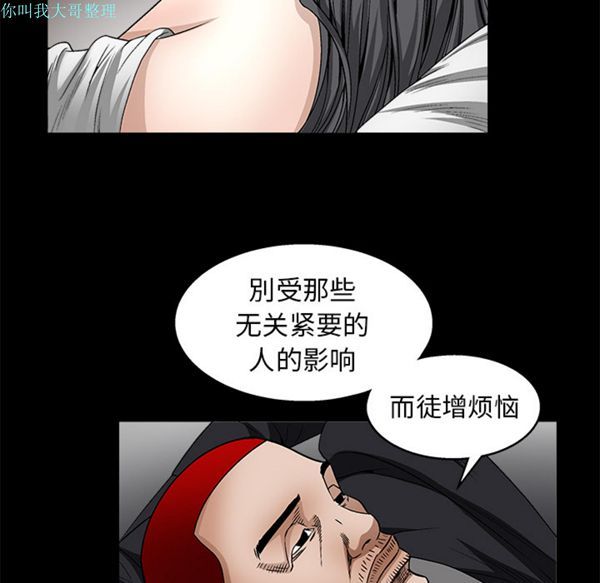 你叫我大哥整理
別受那些
无关紧要的
人的影响
而徒增烦恼